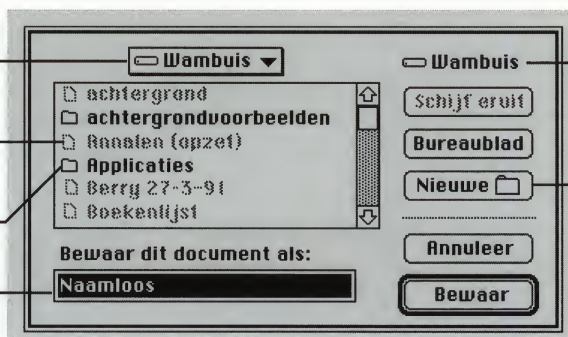 Wambuis
achtergrond
achtergrondvoorbeelden
Annalen (opzet)
Applicaties
Berry 27-3-91
Boekenlijst
Bewaar dit document als:
Naamloos
Wambuis
Schijf eruit
Bureaublad
Nieuwe
Annuleer
Bewaar